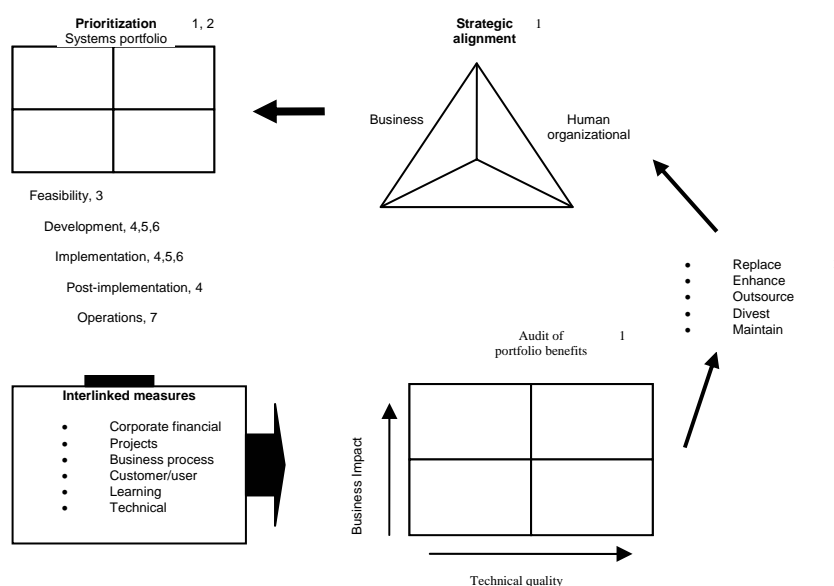 Prioritization 1, 2
Systems portfolio
Strategic 1
alignment
Business
Human
organizational
Feasibility, 3
Development, 4,5,6
Implementation, 4,5,6
Post-implementation, 4
Operations, 7
• Replace
• Enhance
• Outsource
• Divest
• Maintain
Audit of 1
portfolio benefits
Interlinked measures
• Corporate financial
• Projects
• Business process
• Customer/user
• Learning
• Technical
Business Impact
Technical quality